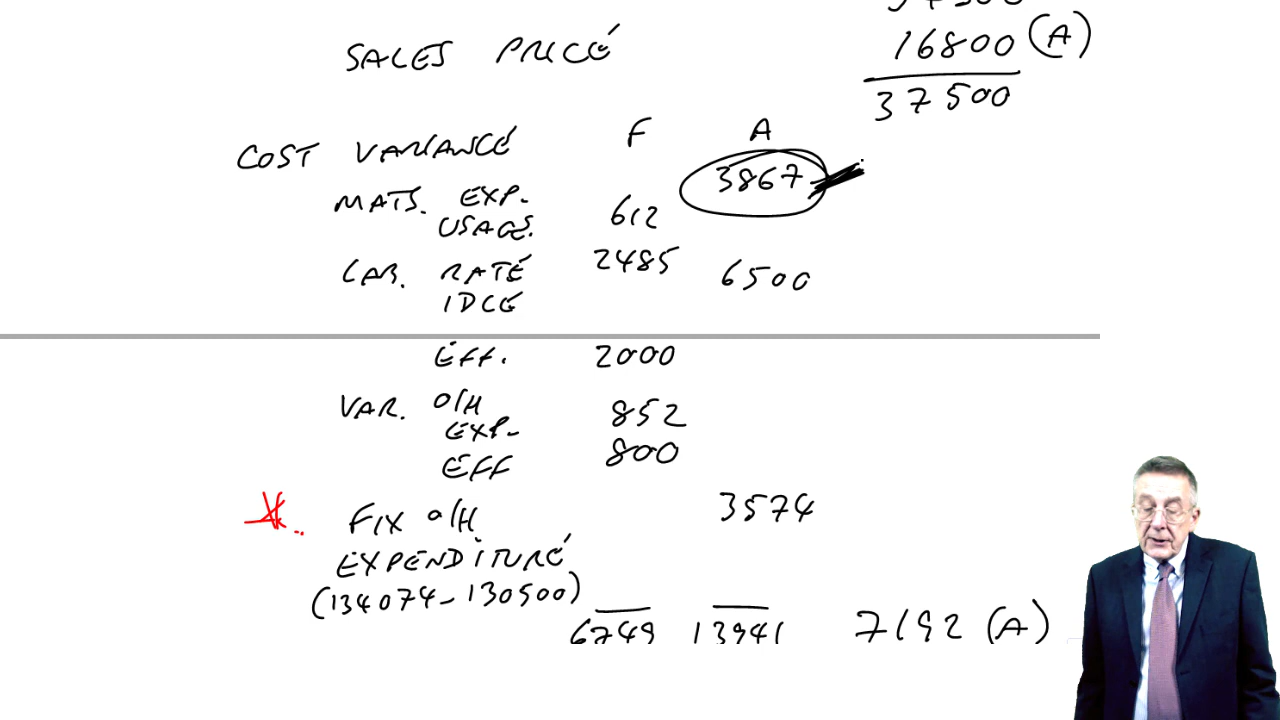 16800 (A)
SALES PRICE
37500
COST VARIANCE F A
MATS. EXP. 3867
USAGE. 612
LAB. RATE 2485 6500
IDLE
EFF. 2000
VAR. O/H
EXP. 852
EFF 800
FIX O/H 3574
EXPENDITURE
(134074-130500)
6749 13941 7192 (A)